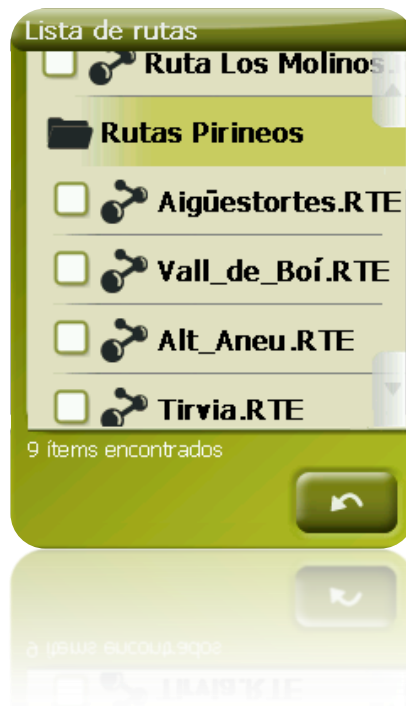 Lista de rutas
Ruta Los Molinos.
Rutas Pirineos
Aigüestortes.RTE
Vall_de_Boí.RTE
Alt_Aneu.RTE
Tirvia.RTE
9 ítems encontrados